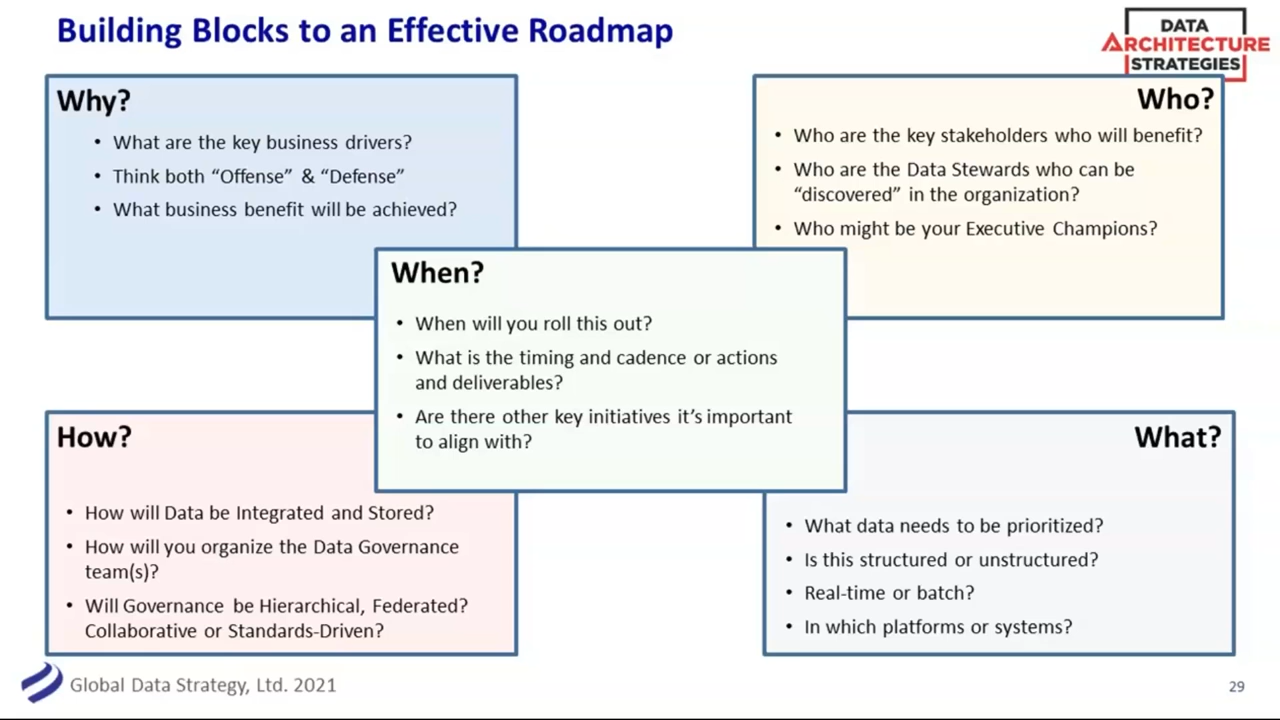 Building Blocks to an Effective Roadmap
DATA
ARCHITECTURE
STRATEGIES
Why?
• What are the key business drivers?
• Think both “Offense” & “Defense”
• What business benefit will be achieved?
Who?
• Who are the key stakeholders who will benefit?
• Who are the Data Stewards who can be
“discovered” in the organization?
• Who might be your Executive Champions?
When?
• When will you roll this out?
• What is the timing and cadence or actions
and deliverables?
• Are there other key initiatives it’s important
to align with?
How?
• How will Data be Integrated and Stored?
• How will you organize the Data Governance
team(s)?
• Will Governance be Hierarchical, Federated?
Collaborative or Standards-Driven?
What?
• What data needs to be prioritized?
• Is this structured or unstructured?
• Real-time or batch?
• In which platforms or systems?
Global Data Strategy, Ltd. 2021
29